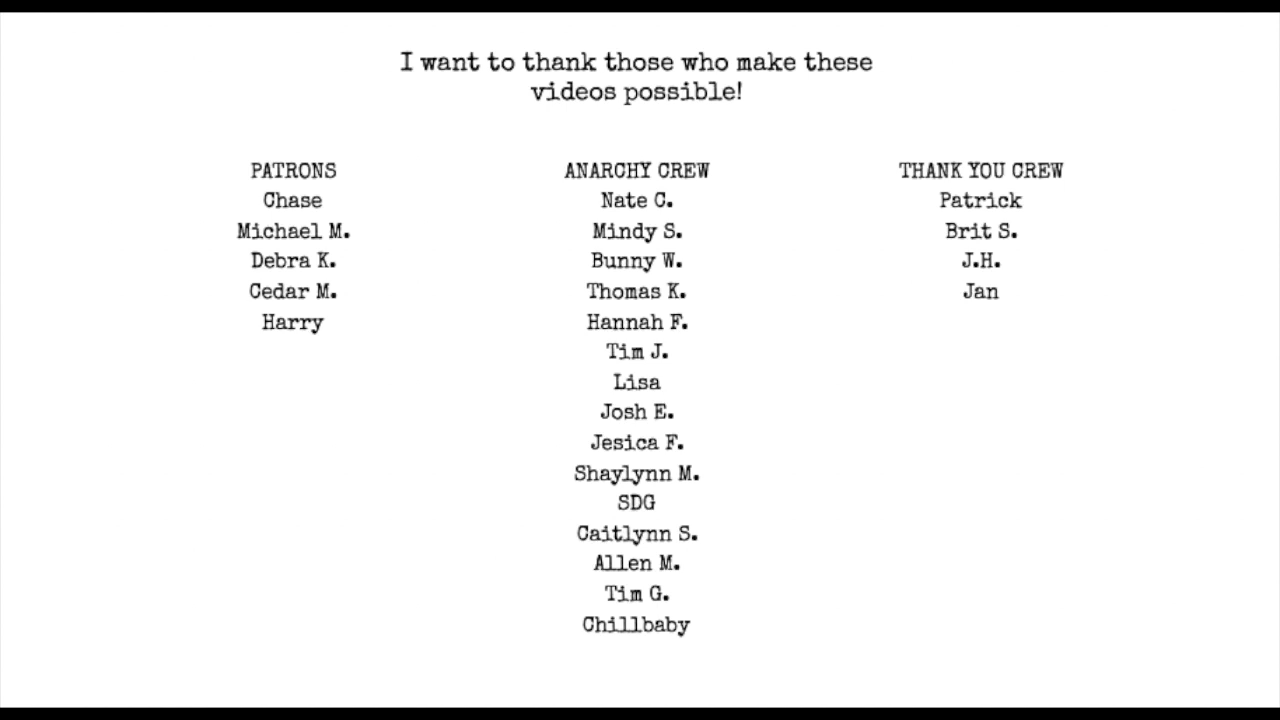 I want to thank those who make these
videos possible!
PATRONS
Chase
Michael M.
Debra K.
Cedar M.
Harry
ANARCHY CREW
Nate C.
Mindy S.
Bunny W.
Thomas K.
Hannah F.
Tim J.
Lisa
Josh E.
Jesica F.
Shaylynn M.
SDG
Caitlynn S.
Allen M.
Tim G.
Chillbaby
THANK YOU CREW
Patrick
Brit S.
J.H.
Jan